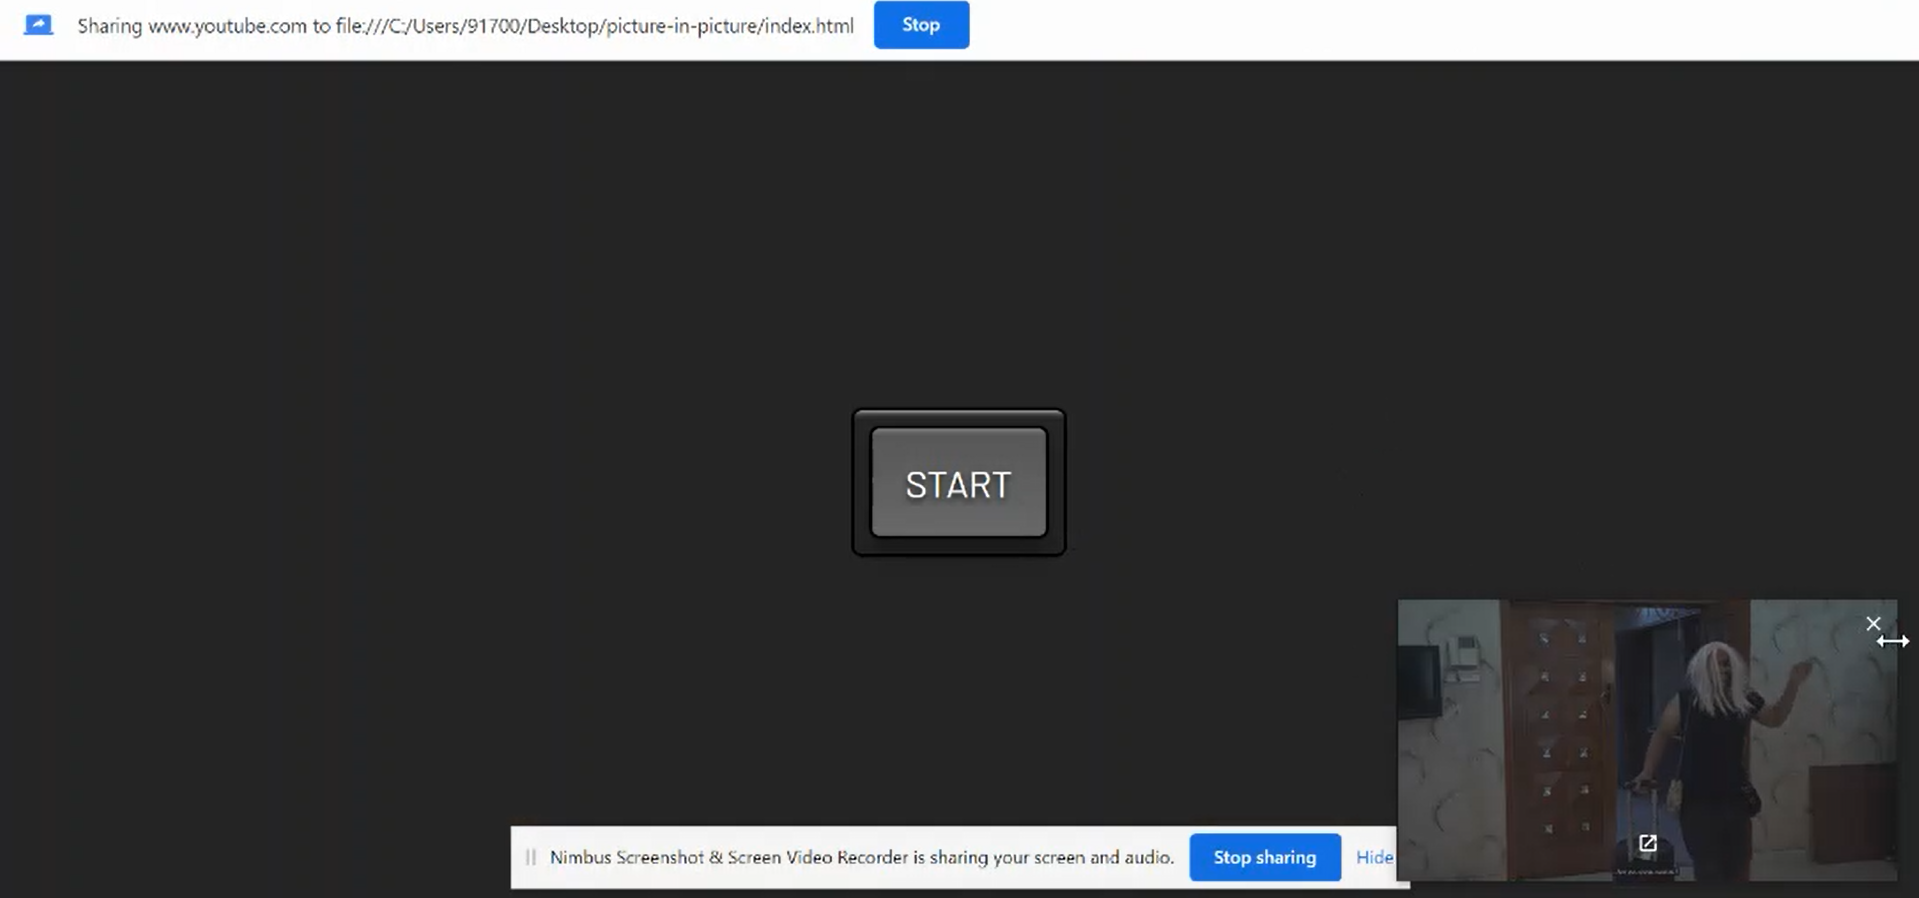 Sharing www.youtube.com to file:///C:/Users/91700/Desktop/picture-in-picture/index.html Stop
START
Nimbus Screenshot & Screen Video Recorder is sharing your screen and audio. Stop sharing Hide